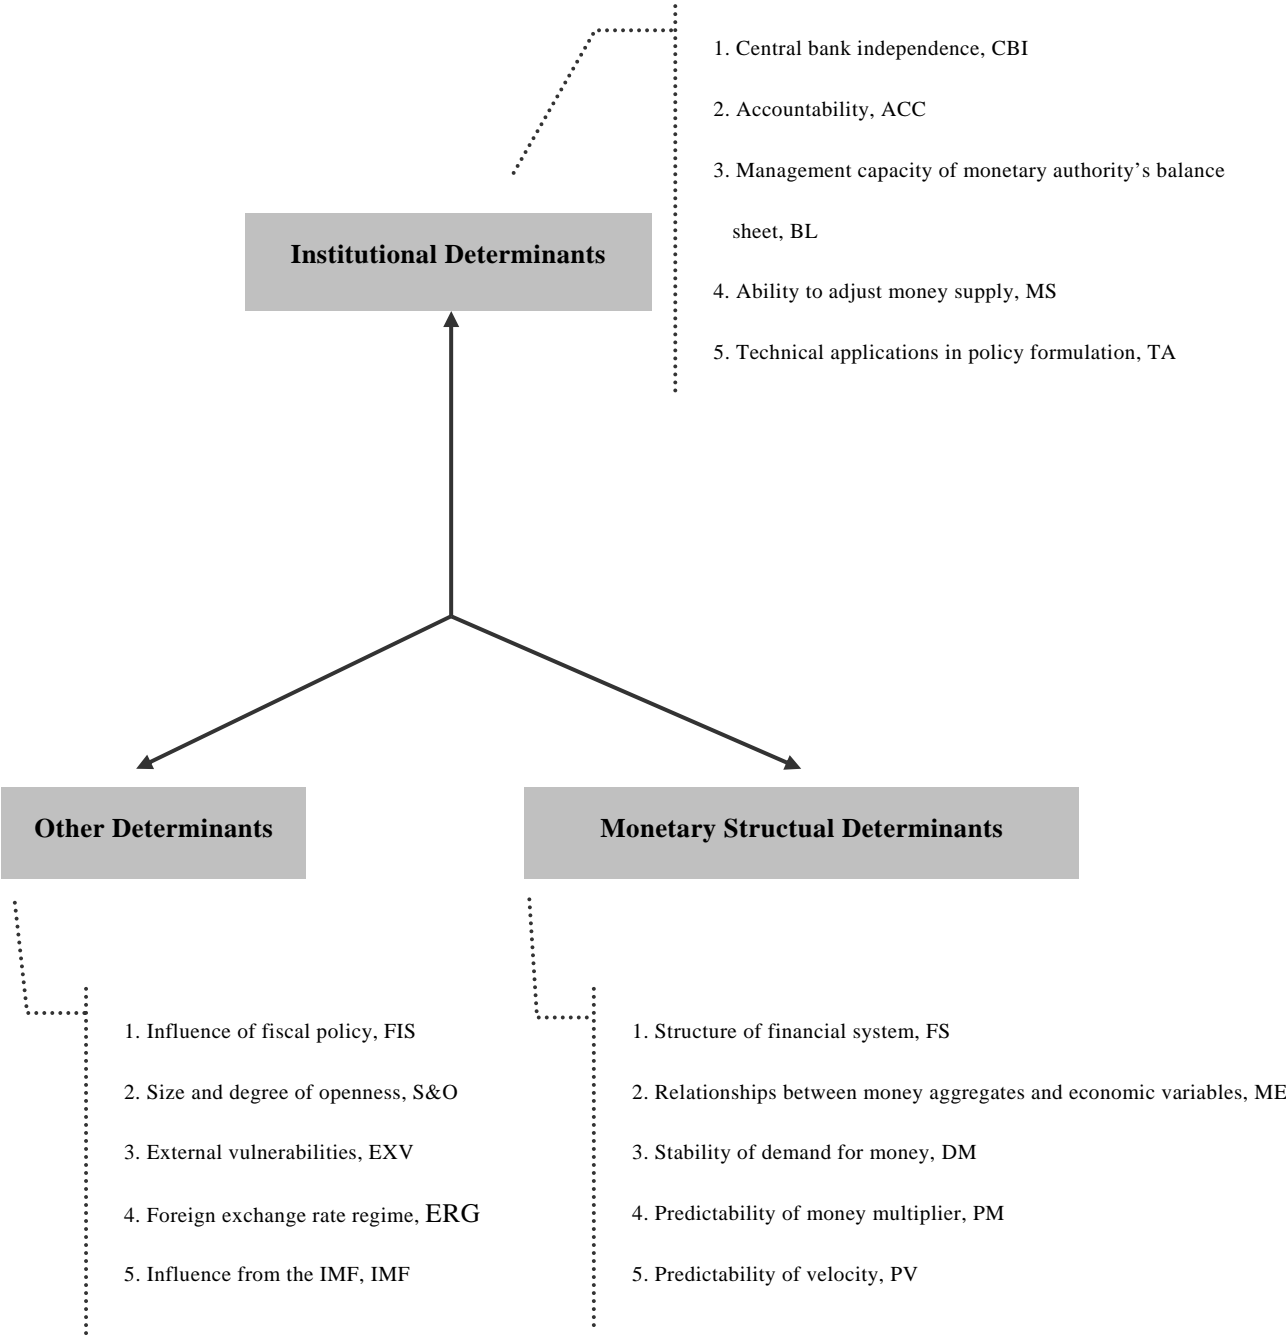 1. Central bank independence, CBI
2. Accountability, ACC
3. Management capacity of monetary authority’s balance
sheet, BL
4. Ability to adjust money supply, MS
5. Technical applications in policy formulation, TA
Institutional Determinants
Other Determinants
Monetary Structual Determinants
1. Influence of fiscal policy, FIS
2. Size and degree of openness, S&O
3. External vulnerabilities, EXV
4. Foreign exchange rate regime, ERG
5. Influence from the IMF, IMF
1. Structure of financial system, FS
2. Relationships between money aggregates and economic variables, ME
3. Stability of demand for money, DM
4. Predictability of money multiplier, PM
5. Predictability of velocity, PV